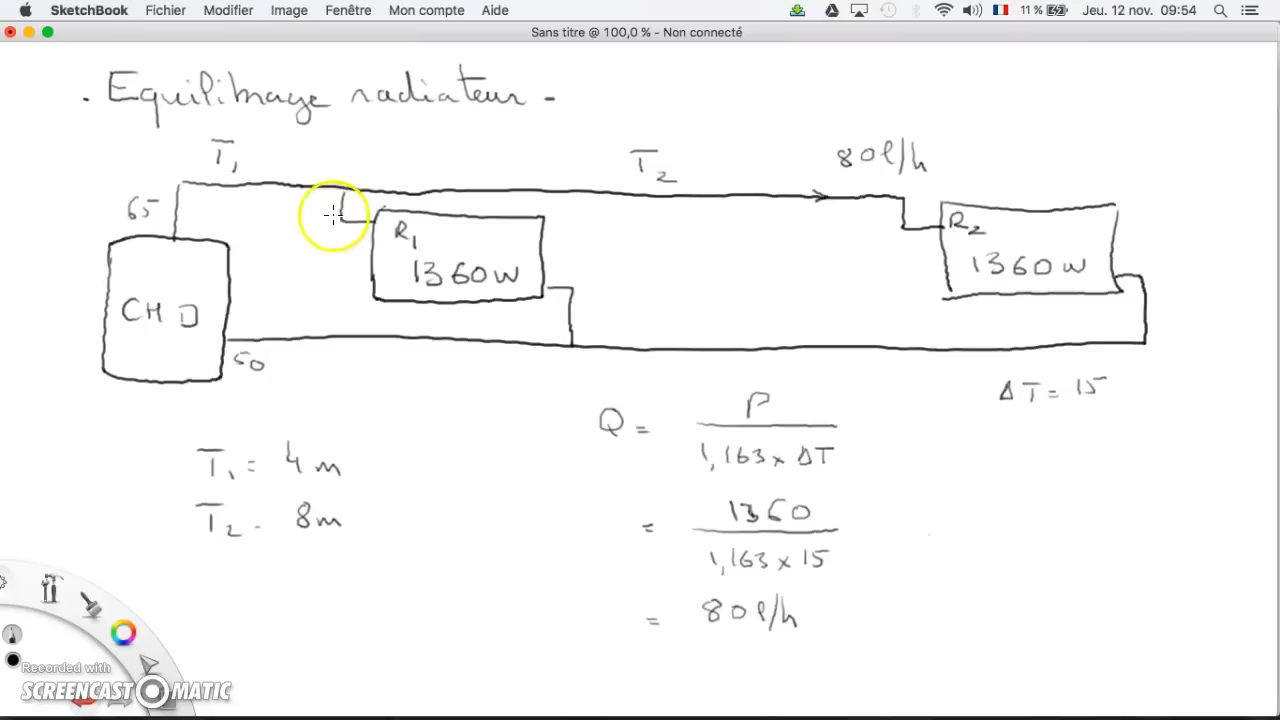 SketchBook Fichier Modifier Image Fenêtre Mon compte Aide 11 % Jeu. 12 nov. 09:54
Sans titre @ 100,0 % - Non connecté
. Equilibrage radiateur -
T1 T2 80 l/h
65
R1 R2
1360 W 1360 W
CHD
50
ΔT = 15
Q = P / 1,163 x ΔT
T1 = 4 m
T2 - 8m
= 1360 / 1,163 x 15
= 80 l/h
Recorded with
SCREENCAST MATIC